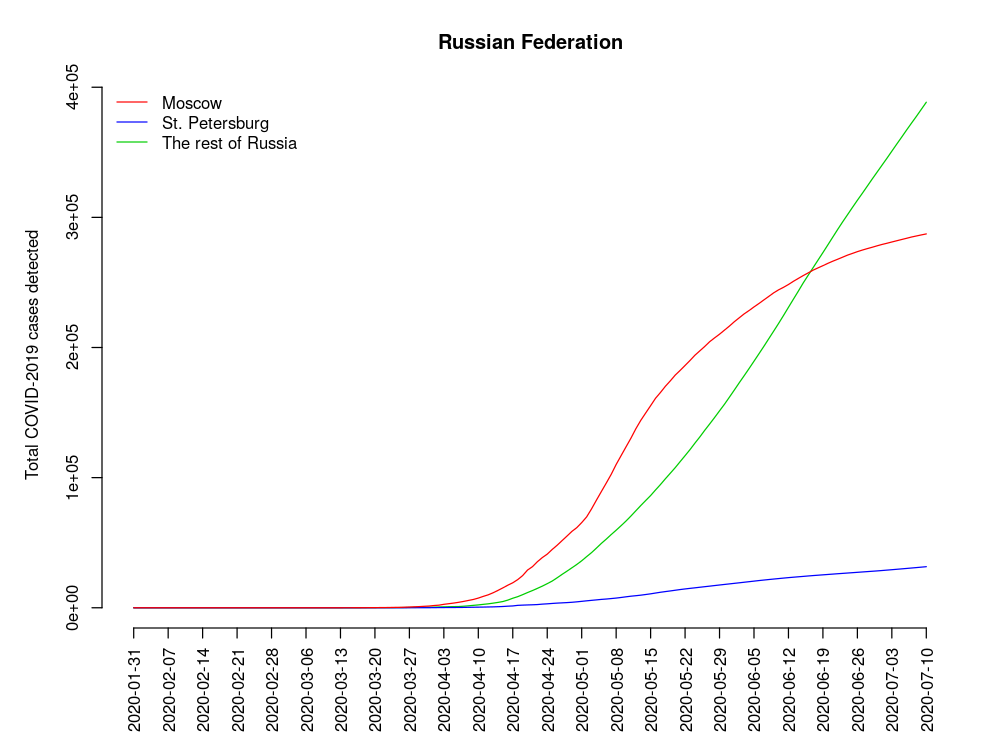 Russian Federation
Moscow
St. Petersburg
The rest of Russia
Total COVID-2019 cases detected
4e+05
3e+05
2e+05
1e+05
0e+00
2020-01-31
2020-02-07
2020-02-14
2020-02-21
2020-02-28
2020-03-06
2020-03-13
2020-03-20
2020-03-27
2020-04-03
2020-04-10
2020-04-17
2020-04-24
2020-05-01
2020-05-08
2020-05-15
2020-05-22
2020-05-29
2020-06-05
2020-06-12
2020-06-19
2020-06-26
2020-07-03
2020-07-10